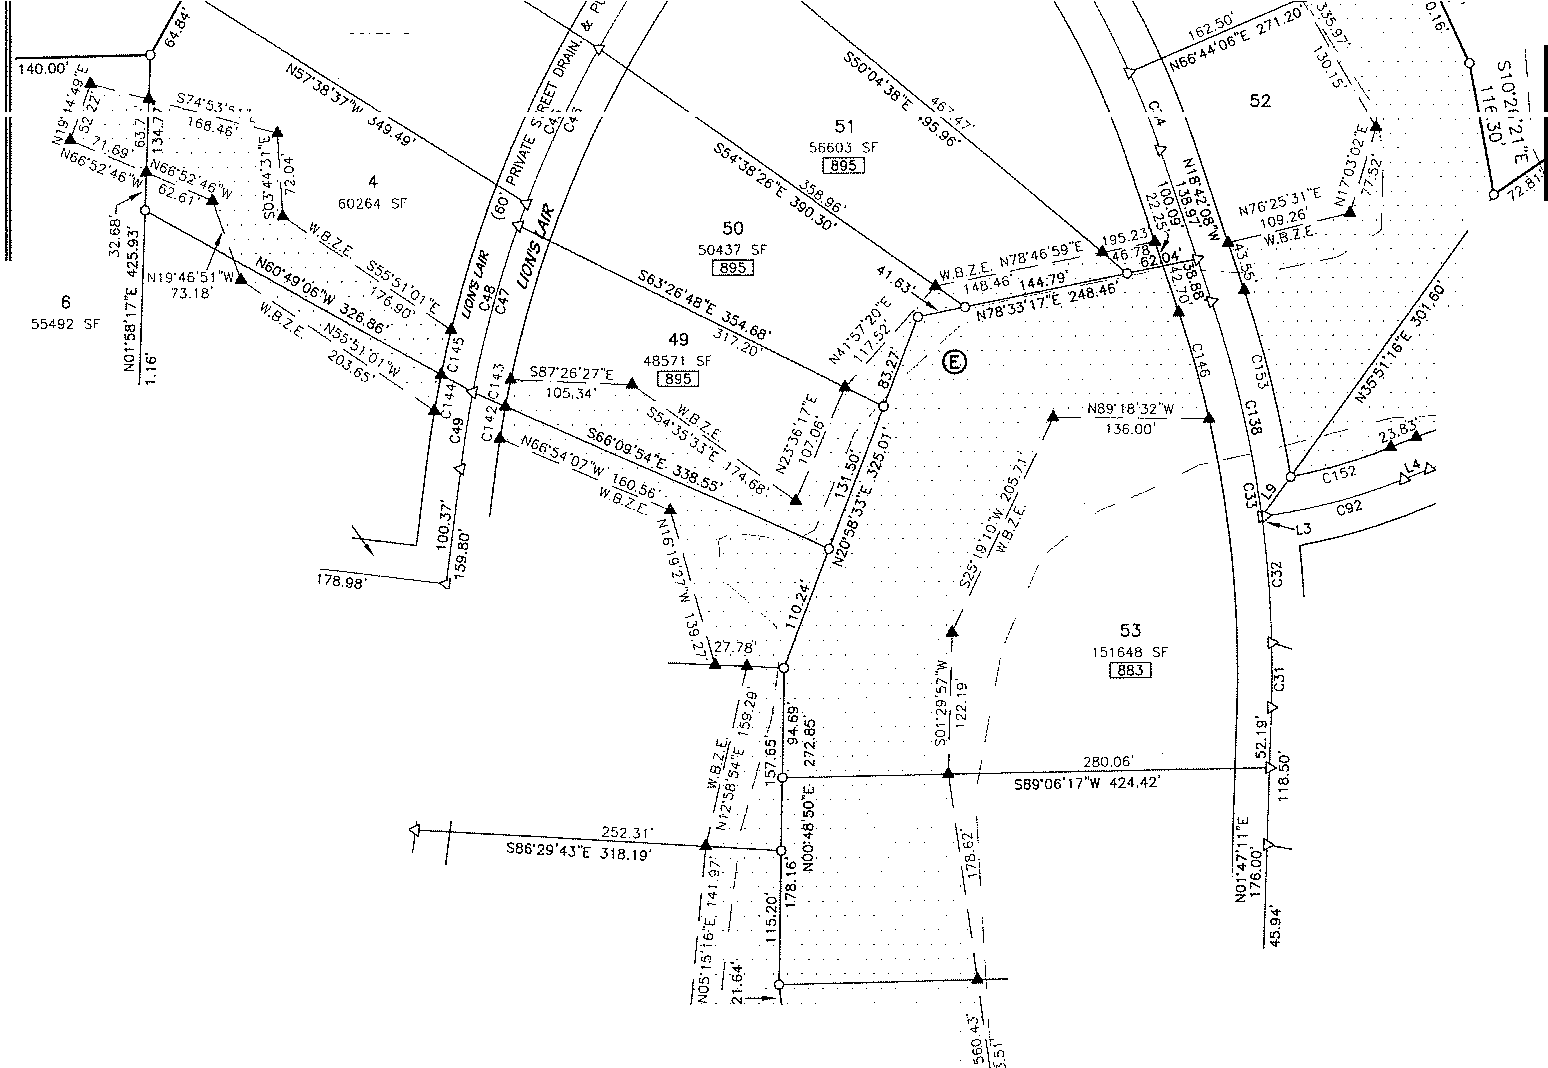 64.84'
140.00'
N19°14'49"E
52.22'
S74°53'51"
168.46'
134.77'
71.69'
N66°52'46"W
N66°52'46"W
62.61'
S03°44'31"E
72.04
4
60264 SF
32.68'
N01°58'17"E 425.93'
1.16'
N19°46'51"W
73.18'
6
55492 SF
N57°38'37"W 349.49'
W.B.Z.E.
S55°51'01"E
176.90'
N60°49'06"W 326.86'
W.B.Z.E.
N55°51'01"W
203.65'
(60' PRIVATE STREET DRAIN. & PU
LION'S LAIR
LION'S LAIR
C48
C47
C145
C144
C143
C142
C49
100.37'
159.80'
178.98'
51
56603 SF
895
S50°04'38"E
467.47'
S54°38'26"E 390.30'
358.96'
50
50437 SF
895
S63°26'48"E 354.68'
317.20'
49
48571 SF
895
S87°26'27"E
105.34'
W.B.Z.E.
S54°35'33"E 174.68'
S66°09'54"E 338.55'
N66°54'07"W 160.56'
W.B.Z.E.
N16°19'27"W 139.27'
N23°36'17"E
107.06'
N41°57'20"E
117.52'
41.63'
83.27'
131.50'
N20°58'33"E 325.01'
W.B.Z.E. N78°46'59"E 195.23'
148.46' 46.78'
144.79' 62.04'
N78°33'17"E 248.46'
E
162.50'
N66°44'06"E 271.20'
335.97'
130.15'
52
N17°03'02"E
77.52'
N76°25'31"E
109.26'
W.B.Z.E.
N18°42'08"W
138.97'
100.09'
22.25'
38.88'
42.70'
43.55'
0.16'
S10°26'21"E
72.81'
N35°51'16"E 301.60'
C146
C153
C138
N89°18'32"W
136.00'
S25°19'10"W 205.71'
W.B.Z.E.
23.83'
C152
L4
C92
L9
L3
C33
C32
C31
53
151648 SF
883
110.24'
27.78'
S01°29'57"W
122.19'
W.B.Z.E.
N12°58'54"E 159.29'
94.69'
157.65'
272.85'
52.19'
118.50'
280.06'
S89°06'17"W 424.42'
252.31'
S86°29'43"E 318.19'
N00°48'50"E
178.16'
115.20'
178.62'
N01°47'11"E
176.00'
45.94'
N05°15'16"E 141.97'
21.64'
560.43'